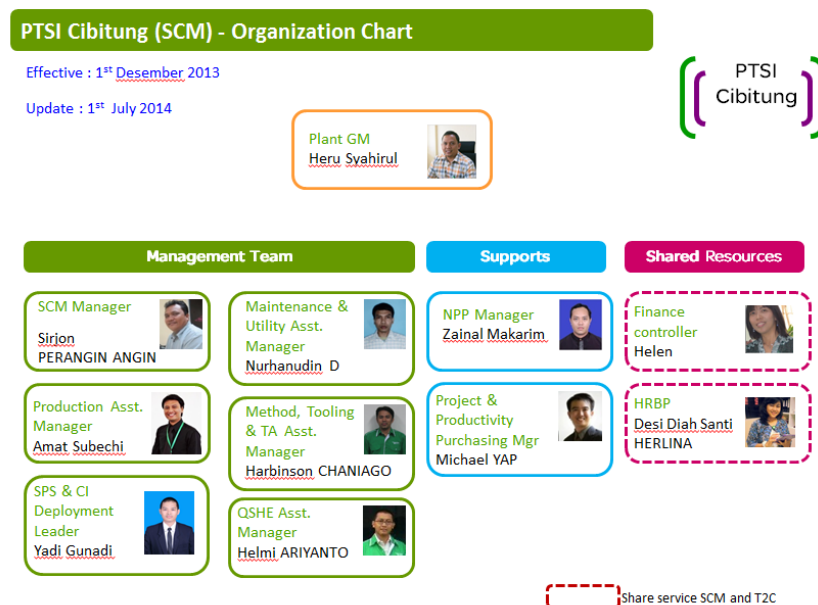 PTSI Cibitung (SCM) - Organization Chart
Effective : 1st Desember 2013
Update : 1st July 2014
PTSI
Cibitung
Plant GM
Heru Syahirul
Management Team
Supports
Shared Resources
SCM Manager
Sirjon
PERANGIN ANGIN
Maintenance &
Utility Asst.
Manager
Nurhanudin D
NPP Manager
Zainal Makarim
Finance
controller
Helen
Production Asst.
Manager
Amat Subechi
Method, Tooling
& TA Asst.
Manager
Harbinson CHANIAGO
Project &
Productivity
Purchasing Mgr
Michael YAP
HRBP
Desi Diah Santi
HERLINA
SPS & CI
Deployment
Leader
Yadi Gunadi
QSHE Asst.
Manager
Helmi ARIYANTO
Share service SCM and T2C